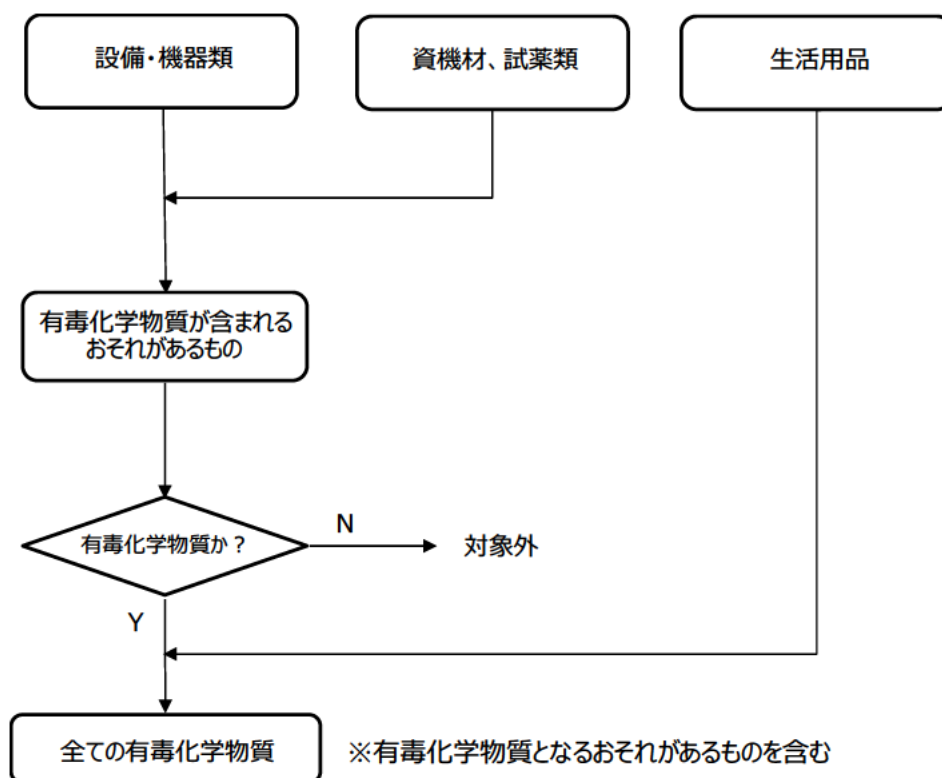 設備・機器類
資機材、試薬類
生活用品
有毒化学物質が含まれる
おそれがあるもの
有毒化学物質か？
N
対象外
Y
全ての有毒化学物質
※有毒化学物質となるおそれがあるものを含む